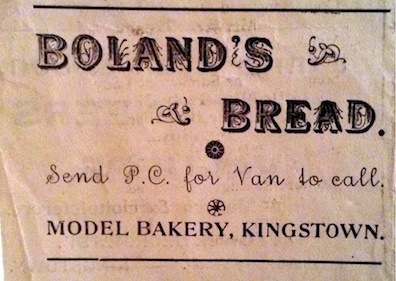 BOLAND'S
BREAD.
Send P.C. for Van to call.
MODEL BAKERY, KINGSTOWN.